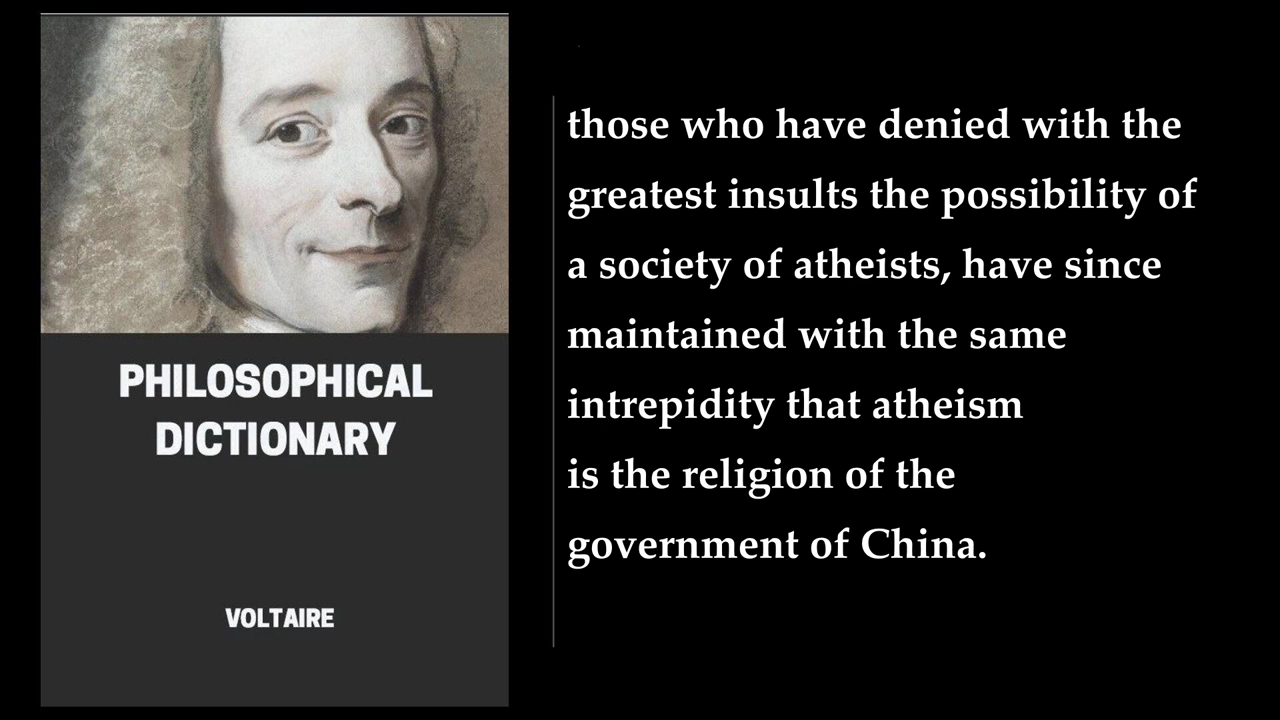 PHILOSOPHICAL
DICTIONARY
VOLTAIRE
those who have denied with the
greatest insults the possibility of
a society of atheists, have since
maintained with the same
intrepidity that atheism
is the religion of the
government of China.